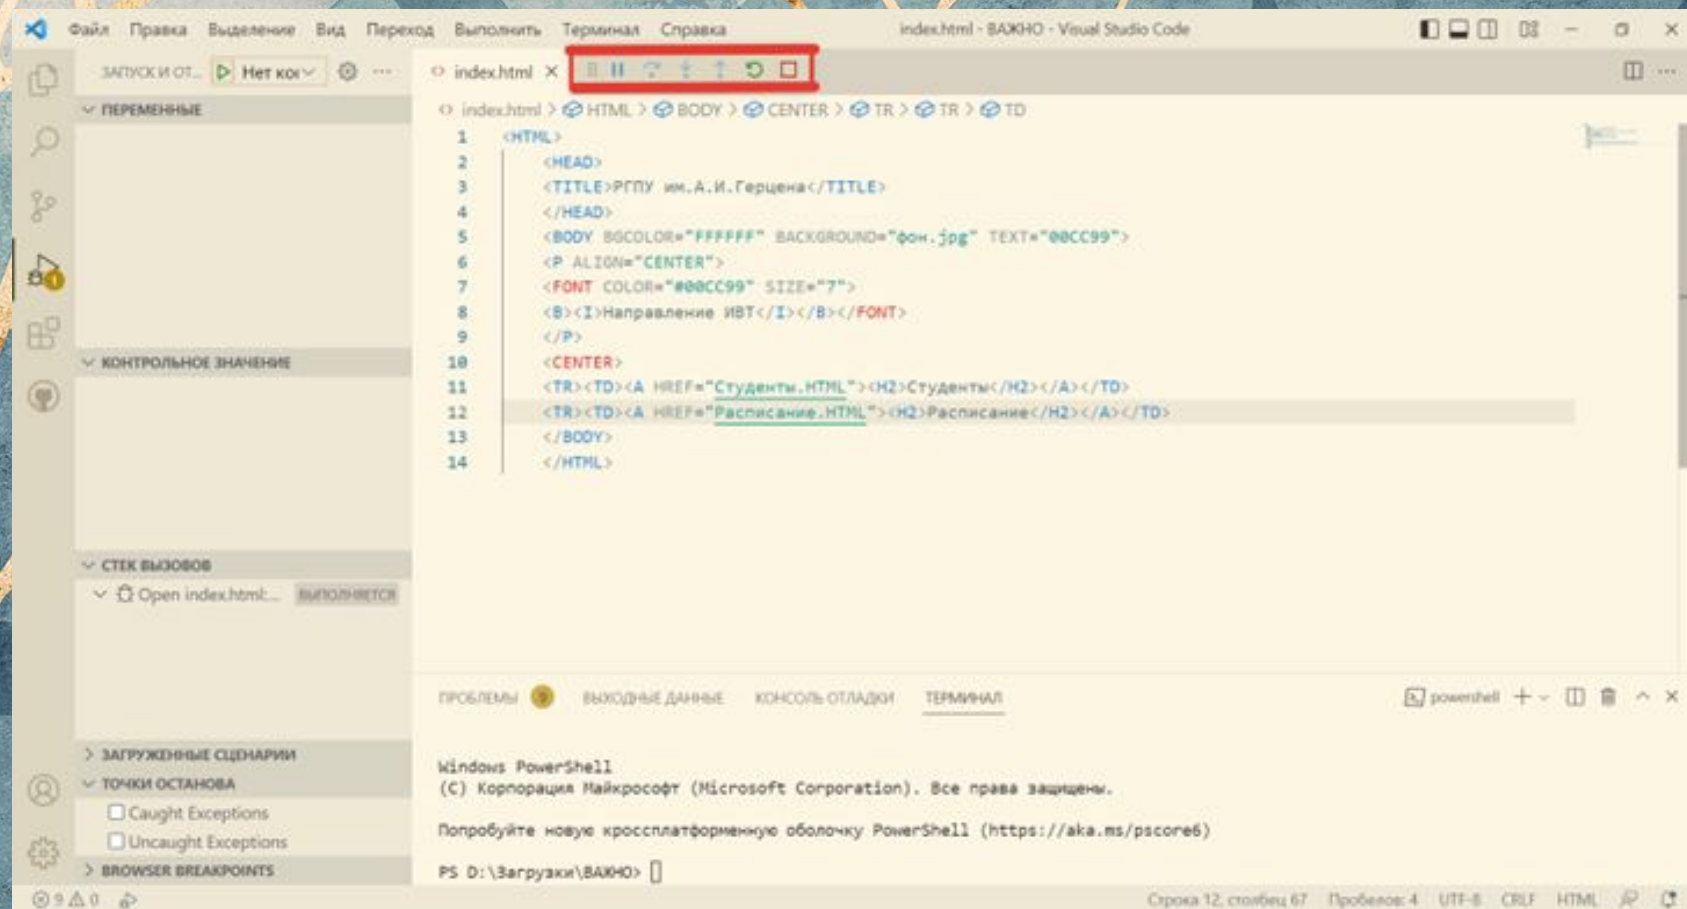 Файл Правка Выделение Вид Переход Выполнить Терминал Справка index.html - ВАЖНО - Visual Studio Code
ЗАПУСК И ОТ... Нет кон index.html
ПЕРЕМЕННЫЕ
index.html > HTML > BODY > CENTER > TR > TR > TD
1 <HTML>
2 <HEAD>
3 <TITLE>РГПУ им.А.И.Герцена</TITLE>
4 </HEAD>
5 <BODY BGCOLOR="FFFFFF" BACKGROUND="фон.jpg" TEXT="00CC99">
6 <P ALIGN="CENTER">
7 <FONT COLOR="#00CC99" SIZE="7">
8 <B><I>Направление ИВТ</I></B></FONT>
9 </P>
10 <CENTER>
11 <TR><TD><A HREF="Студенты.HTML"><H2>Студенты</H2></A></TD>
12 <TR><TD><A HREF="Расписание.HTML"><H2>Расписание</H2></A></TD>
13 </BODY>
14 </HTML>
КОНТРОЛЬНОЕ ЗНАЧЕНИЕ
СТЕК ВЫЗОВОВ
Open index.html:... ВЫПОЛНЯЕТСЯ
ЗАГРУЖЕННЫЕ СЦЕНАРИИ
ТОЧКИ ОСТАНОВА
Caught Exceptions
Uncaught Exceptions
BROWSER BREAKPOINTS
ПРОБЛЕМЫ 9 ВЫХОДНЫЕ ДАННЫЕ КОНСОЛЬ ОТЛАДКИ ТЕРМИНАЛ powershell
Windows PowerShell
(C) Корпорация Майкрософт (Microsoft Corporation). Все права защищены.
Попробуйте новую кроссплатформенную оболочку PowerShell (https://aka.ms/pscore6)
PS D:\Загрузки\ВАЖНО>
9 0 Строка 12, столбец 67 Пробелов: 4 UTF-8 CRLF HTML